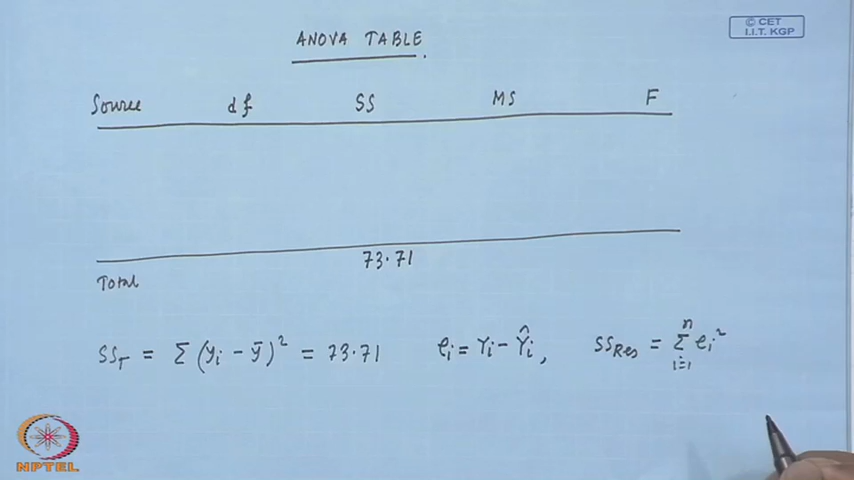 © CET
I.I.T. KGP
ANOVA TABLE
Source df SS MS F
73.71
Total
SS_T = Σ (y_i - ȳ)² = 73.71 e_i = Y_i - Ŷ_i, SS_Res = Σ_{i=1}^{n} e_i²
NPTEL